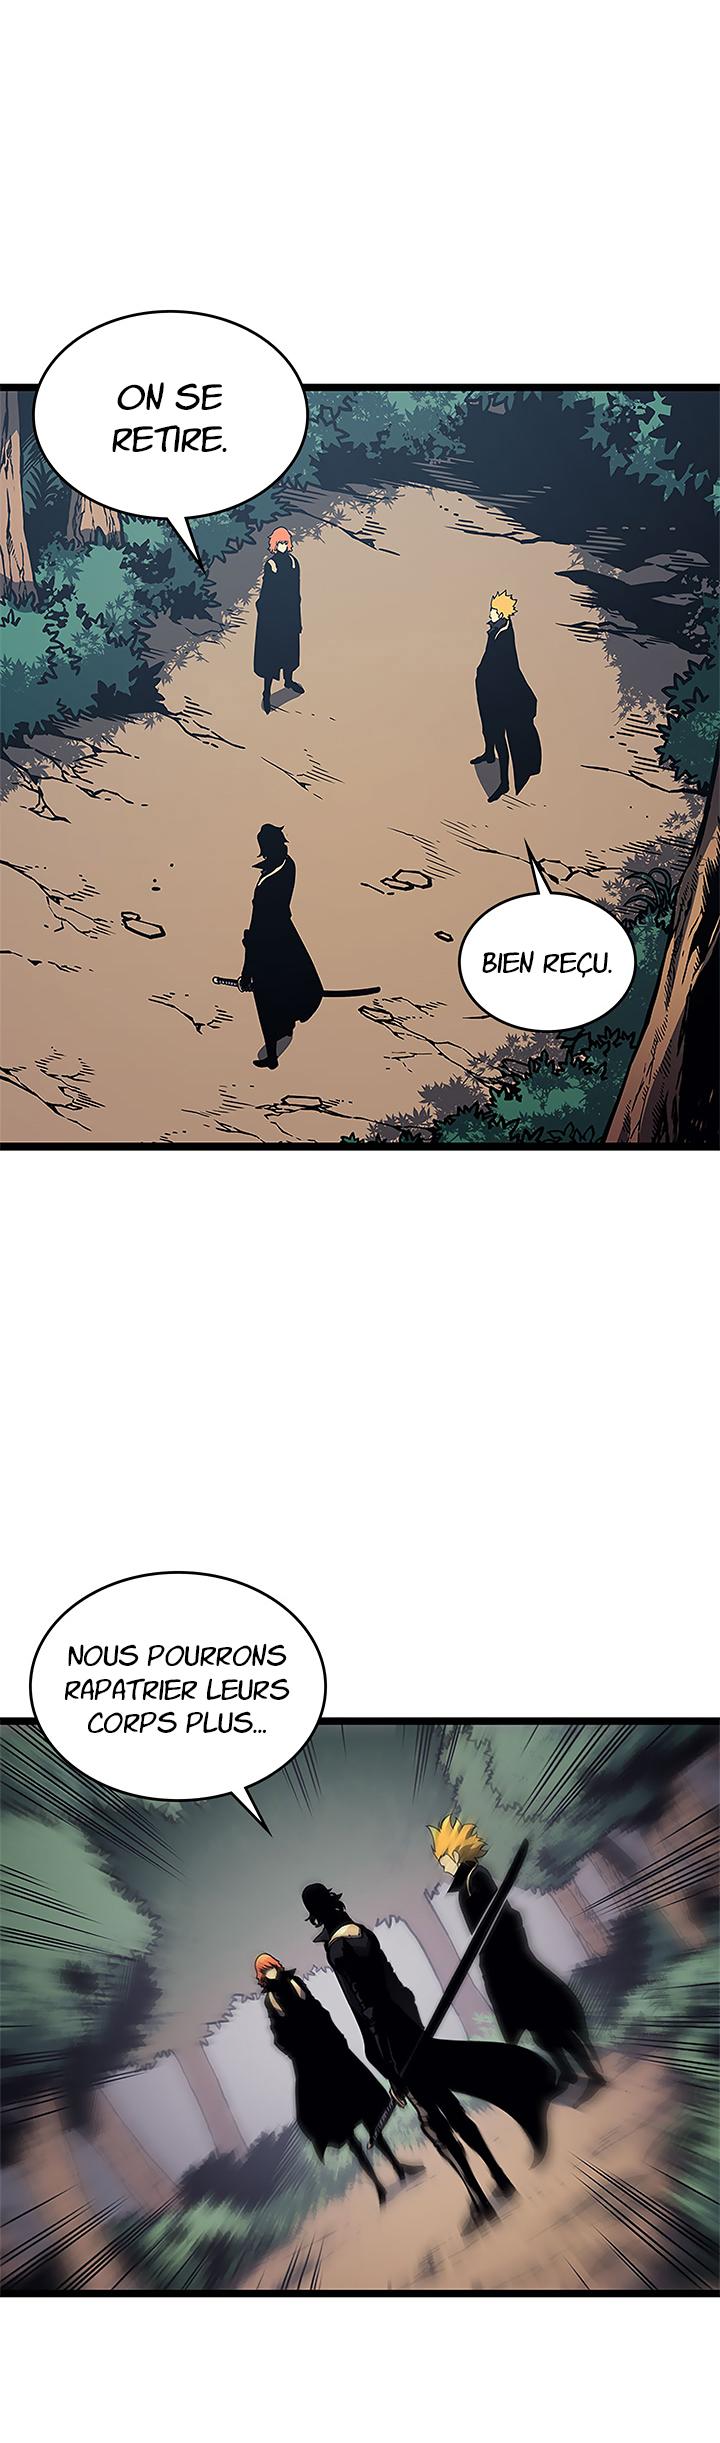 ON SE
RETIRE.
BIEN REÇU.
NOUS POURRONS
RAPATRIER LEURS
CORPS PLUS...